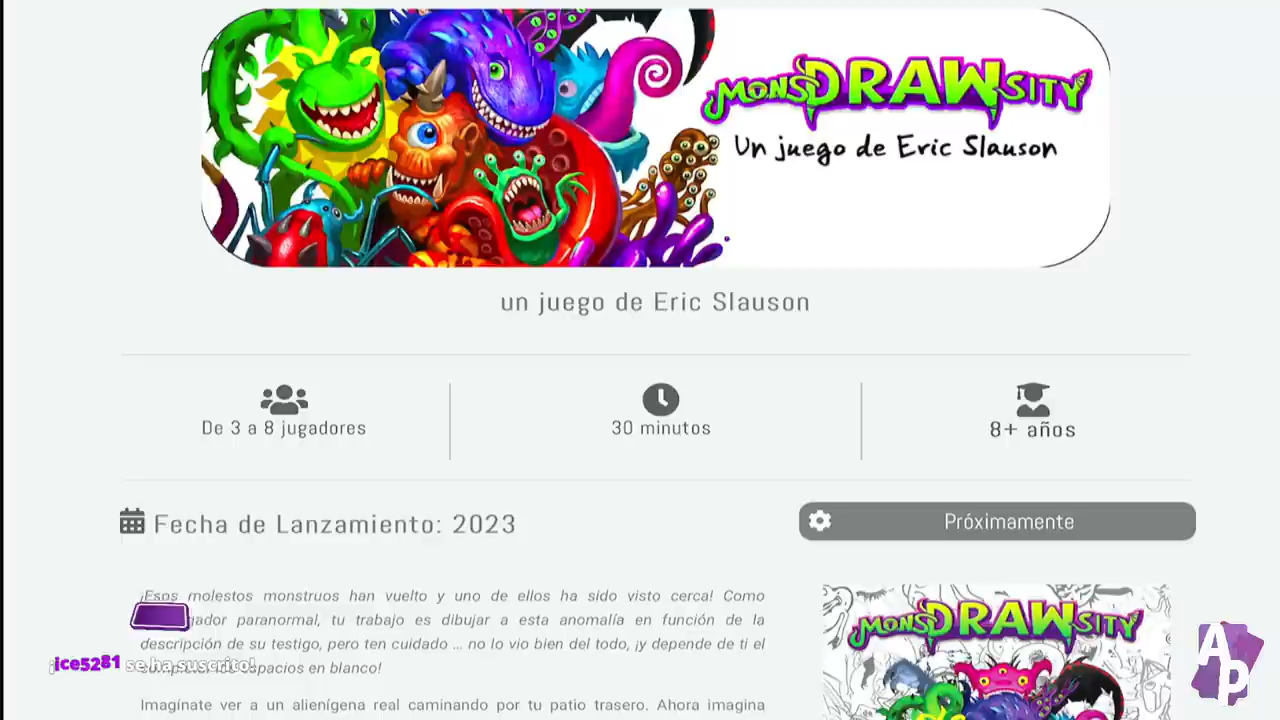 MONSDRAWSITY
Un juego de Eric Slauson
un juego de Eric Slauson
De 3 a 8 jugadores
30 minutos
8+ años
Fecha de Lanzamiento: 2023
Próximamente
¡Esos molestos monstruos han vuelto y uno de ellos ha sido visto cerca! Como
paranormal, tu trabajo es dibujar a esta anomalía en función de la
descripción de su testigo, pero ten cuidado ... no lo vio bien del todo, ¡y depende de ti el
espacios en blanco!
¡ice5281 se ha suscrito!
Imagínate ver a un alienígena real caminando por tu patio trasero. Ahora imagina
MONSDRAWSITY
AP